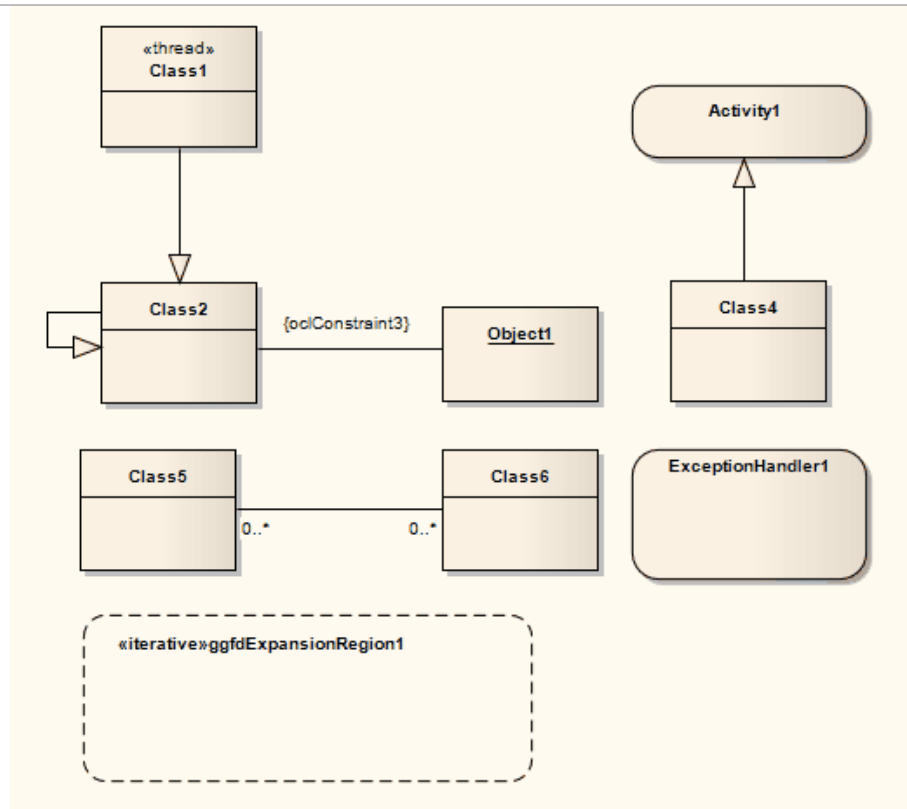 «thread»
Class1
Activity1
Class2
{oclConstraint3}
Object1
Class4
Class5
Class6
ExceptionHandler1
0..*
0..*
«iterative»ggfdExpansionRegion1